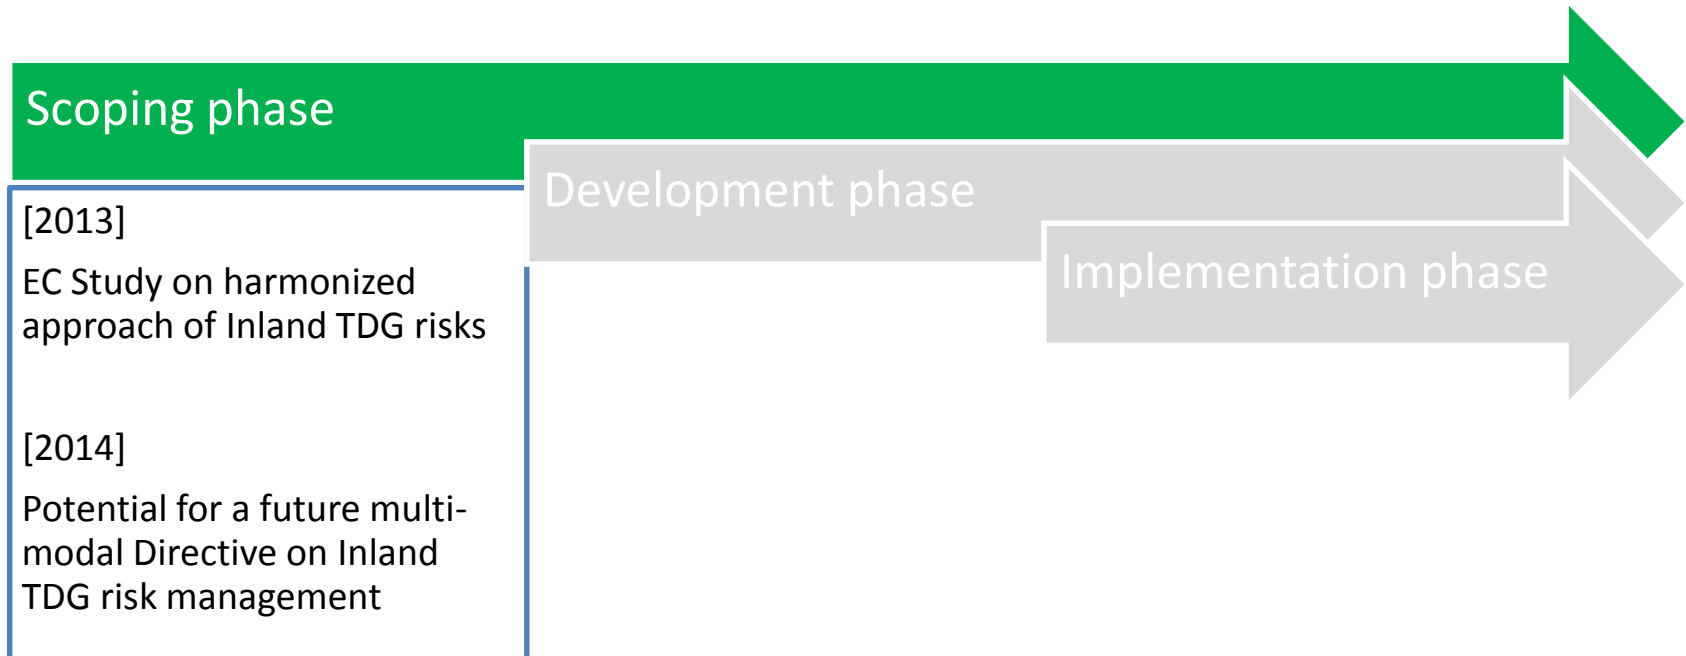 Scoping phase
Development phase
Implementation phase
[2013]
EC Study on harmonized
approach of Inland TDG risks
[2014]
Potential for a future multi-
modal Directive on Inland
TDG risk management